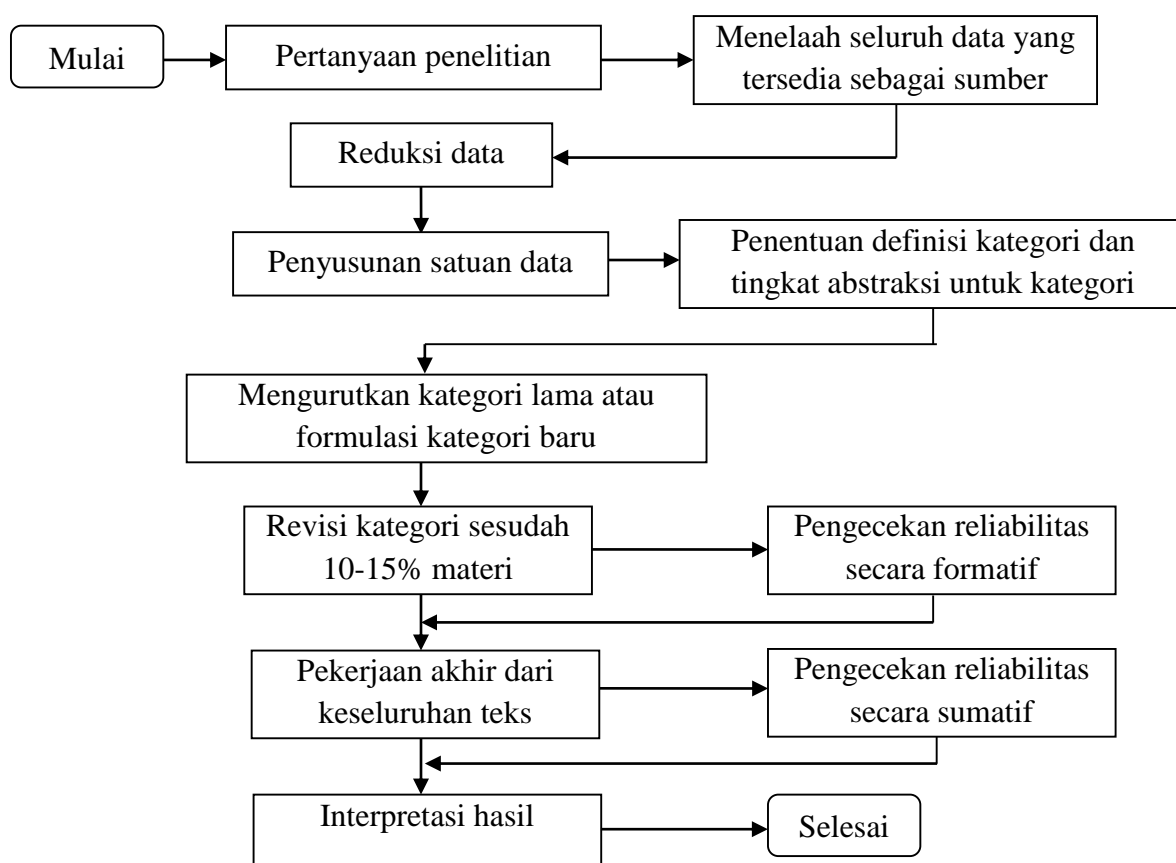 Mulai
Pertanyaan penelitian
Menelaah seluruh data yang
tersedia sebagai sumber
Reduksi data
Penyusunan satuan data
Penentuan definisi kategori dan
tingkat abstraksi untuk kategori
Mengurutkan kategori lama atau
formulasi kategori baru
Revisi kategori sesudah
10-15% materi
Pengecekan reliabilitas
secara formatif
Pekerjaan akhir dari
keseluruhan teks
Pengecekan reliabilitas
secara sumatif
Interpretasi hasil
Selesai